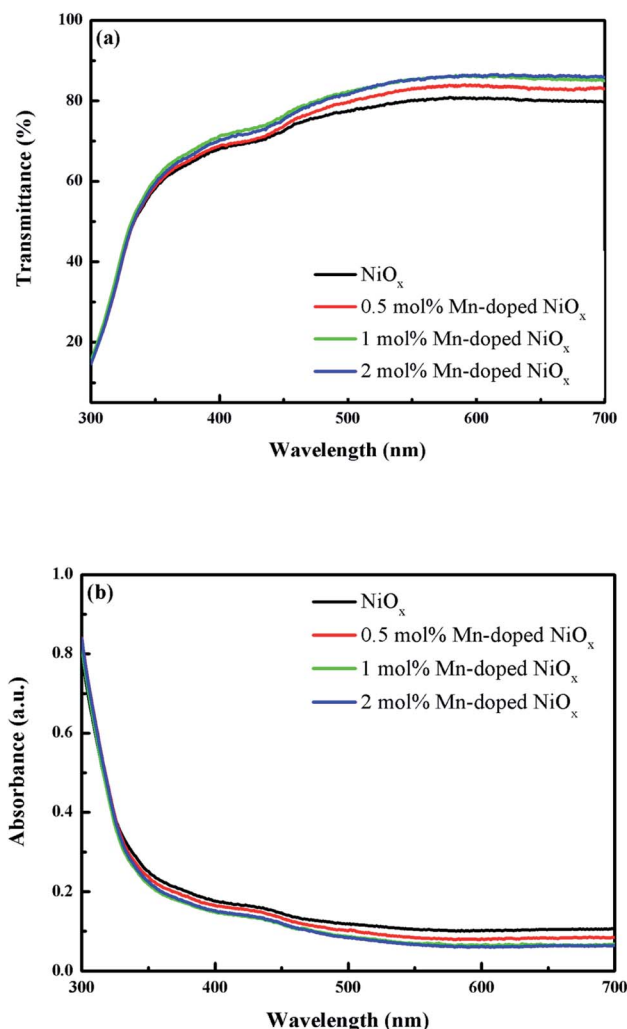 (a)
100
80
60
40
20
Transmittance (%)
NiOₓ
0.5 mol% Mn-doped NiOₓ
1 mol% Mn-doped NiOₓ
2 mol% Mn-doped NiOₓ
300 400 500 600 700
Wavelength (nm)
(b)
1.0
0.8
0.6
0.4
0.2
0.0
Absorbance (a.u.)
NiOₓ
0.5 mol% Mn-doped NiOₓ
1 mol% Mn-doped NiOₓ
2 mol% Mn-doped NiOₓ
300 400 500 600 700
Wavelength (nm)